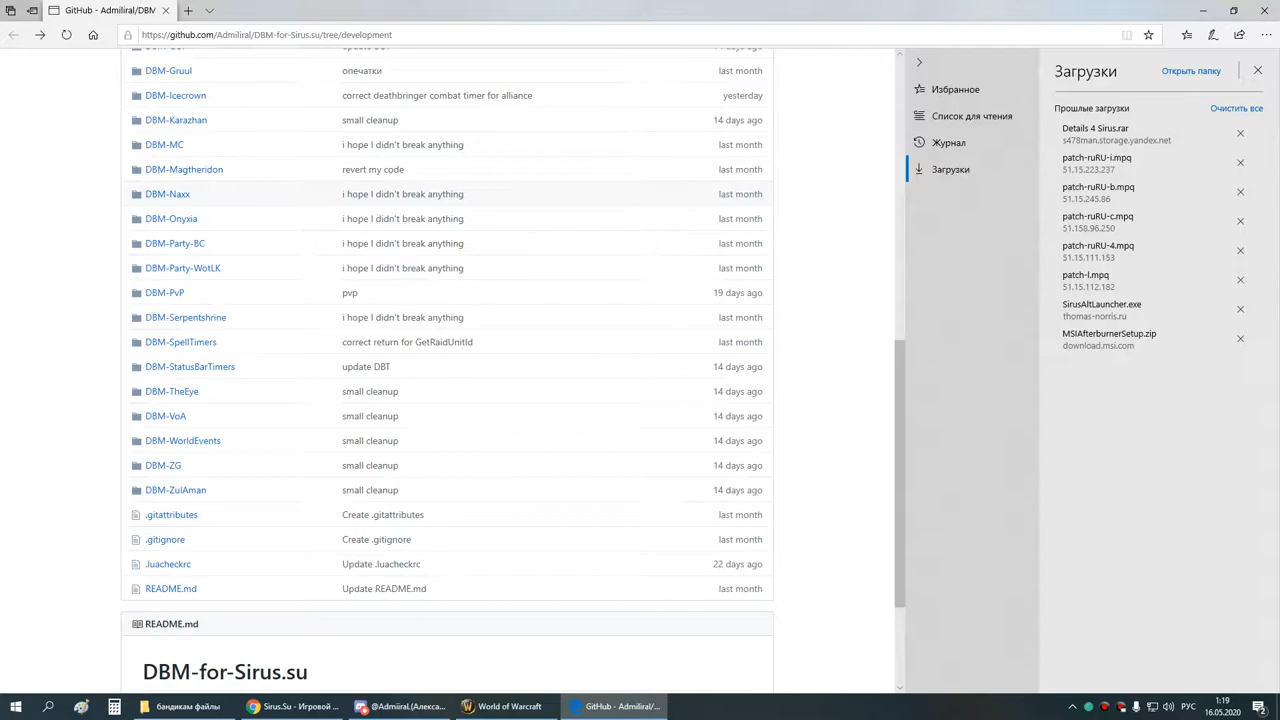 GitHub - Admiliral/DBM
https://github.com/Admiliral/DBM-for-Sirus.su/tree/development
DBM-Gruul опечатки last month
DBM-Icecrown correct deathbringer combat timer for alliance yesterday
DBM-Karazhan small cleanup 14 days ago
DBM-MC i hope I didn't break anything last month
DBM-Magtheridon revert my code last month
DBM-Naxx i hope I didn't break anything last month
DBM-Onyxia i hope I didn't break anything last month
DBM-Party-BC i hope I didn't break anything last month
DBM-Party-WotLK i hope I didn't break anything last month
DBM-PvP pvp 19 days ago
DBM-Serpentshrine i hope I didn't break anything last month
DBM-SpellTimers correct return for GetRaidUnitId last month
DBM-StatusBarTimers update DBT 14 days ago
DBM-TheEye small cleanup 14 days ago
DBM-VoA small cleanup 14 days ago
DBM-WorldEvents small cleanup 14 days ago
DBM-ZG small cleanup 14 days ago
DBM-ZulAman small cleanup 14 days ago
.gitattributes Create .gitattributes last month
.gitignore Create .gitignore last month
.luacheckrc Update .luacheckrc 22 days ago
README.md Update README.md last month
README.md
DBM-for-Sirus.su
Избранное
Список для чтения
Журнал
Загрузки
Загрузки
Открыть папку
Прошлые загрузки
Очистить все
Details 4 Sirus.rar
s478man.storage.yandex.net
patch-ruRU-i.mpq
51.15.223.237
patch-ruRU-b.mpq
51.15.245.86
patch-ruRU-c.mpq
51.158.96.250
patch-ruRU-4.mpq
51.15.111.153
patch-l.mpq
51.15.112.182
SirusAltLauncher.exe
thomas-norris.ru
MSIAfterburnerSetup.zip
download.msi.com
бандикам файлы
Sirus.Su - Игровой ...
@Admiiral.(Алекса...
World of Warcraft
GitHub - Admiliral/...
РУС
1:19
16.05.2020